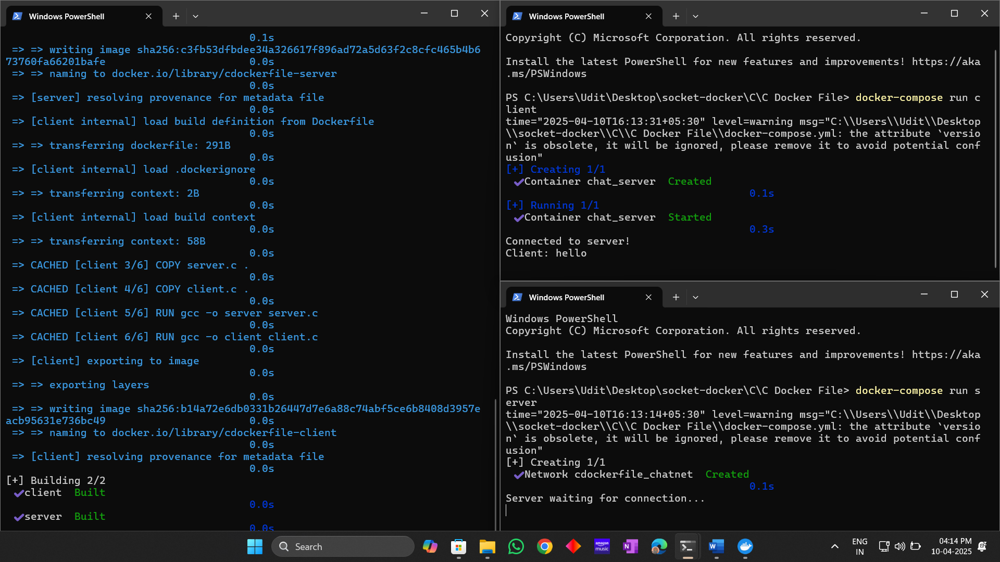 Windows PowerShell
0.1s
=> => writing image sha256:c3fb53dfbdee34a326617f896ad72a5d63f2c8cfc465b4b6
73760fa66201bafe 0.0s
=> => naming to docker.io/library/cdockerfile-server
0.0s
=> [server] resolving provenance for metadata file
0.0s
=> [client internal] load build definition from Dockerfile
0.0s
=> => transferring dockerfile: 291B
0.0s
=> [client internal] load .dockerignore
0.0s
=> => transferring context: 2B
0.0s
=> [client internal] load build context
0.0s
=> => transferring context: 58B
0.0s
=> CACHED [client 3/6] COPY server.c .
0.0s
=> CACHED [client 4/6] COPY client.c .
0.0s
=> CACHED [client 5/6] RUN gcc -o server server.c
0.0s
=> CACHED [client 6/6] RUN gcc -o client client.c
0.0s
=> [client] exporting to image
0.0s
=> => exporting layers
0.0s
=> => writing image sha256:b14a72e6db0331b26447d7e6a88c74abf5ce6b8408d3957e
acb95631e736bc49 0.0s
=> => naming to docker.io/library/cdockerfile-client
0.0s
=> [client] resolving provenance for metadata file
0.0s
[+] Building 2/2
✔client Built
0.0s
✔server Built
0.0s
Windows PowerShell
Copyright (C) Microsoft Corporation. All rights reserved.
Install the latest PowerShell for new features and improvements! https://aka
.ms/PSWindows
PS C:\Users\Udit\Desktop\socket-docker\C\C Docker File> docker-compose run c
lient
time="2025-04-10T16:13:31+05:30" level=warning msg="C:\\Users\\Udit\\Desktop
\\socket-docker\\C\\C Docker File\\docker-compose.yml: the attribute `versio
n` is obsolete, it will be ignored, please remove it to avoid potential conf
usion"
[+] Creating 1/1
✔Container chat_server Created
0.1s
[+] Running 1/1
✔Container chat_server Started
0.3s
Connected to server!
Client: hello
Windows PowerShell
Windows PowerShell
Copyright (C) Microsoft Corporation. All rights reserved.
Install the latest PowerShell for new features and improvements! https://aka
.ms/PSWindows
PS C:\Users\Udit\Desktop\socket-docker\C\C Docker File> docker-compose run s
erver
time="2025-04-10T16:13:14+05:30" level=warning msg="C:\\Users\\Udit\\Desktop
\\socket-docker\\C\\C Docker File\\docker-compose.yml: the attribute `versio
n` is obsolete, it will be ignored, please remove it to avoid potential conf
usion"
[+] Creating 1/1
✔Network cdockerfile_chatnet Created
0.1s
Server waiting for connection...
Search
amazon
music
N
W
ENG
IN
04:14 PM
10-04-2025